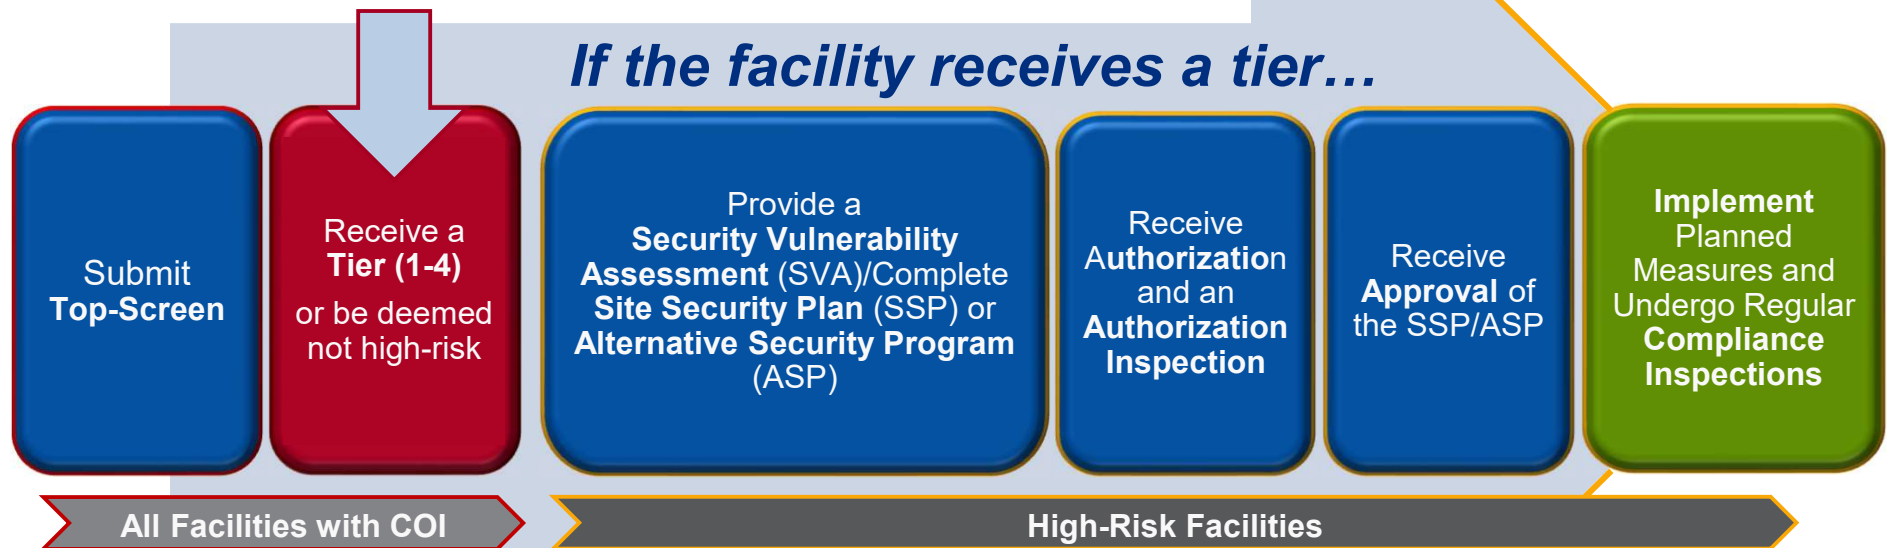 If the facility receives a tier…
Submit
Top-Screen
Receive a
Tier (1-4)
or be deemed
not high-risk
Provide a
Security Vulnerability
Assessment (SVA)/Complete
Site Security Plan (SSP) or
Alternative Security Program
(ASP)
Receive
Authorization
and an
Authorization
Inspection
Receive
Approval of
the SSP/ASP
Implement
Planned
Measures and
Undergo Regular
Compliance
Inspections
All Facilities with COI
High-Risk Facilities